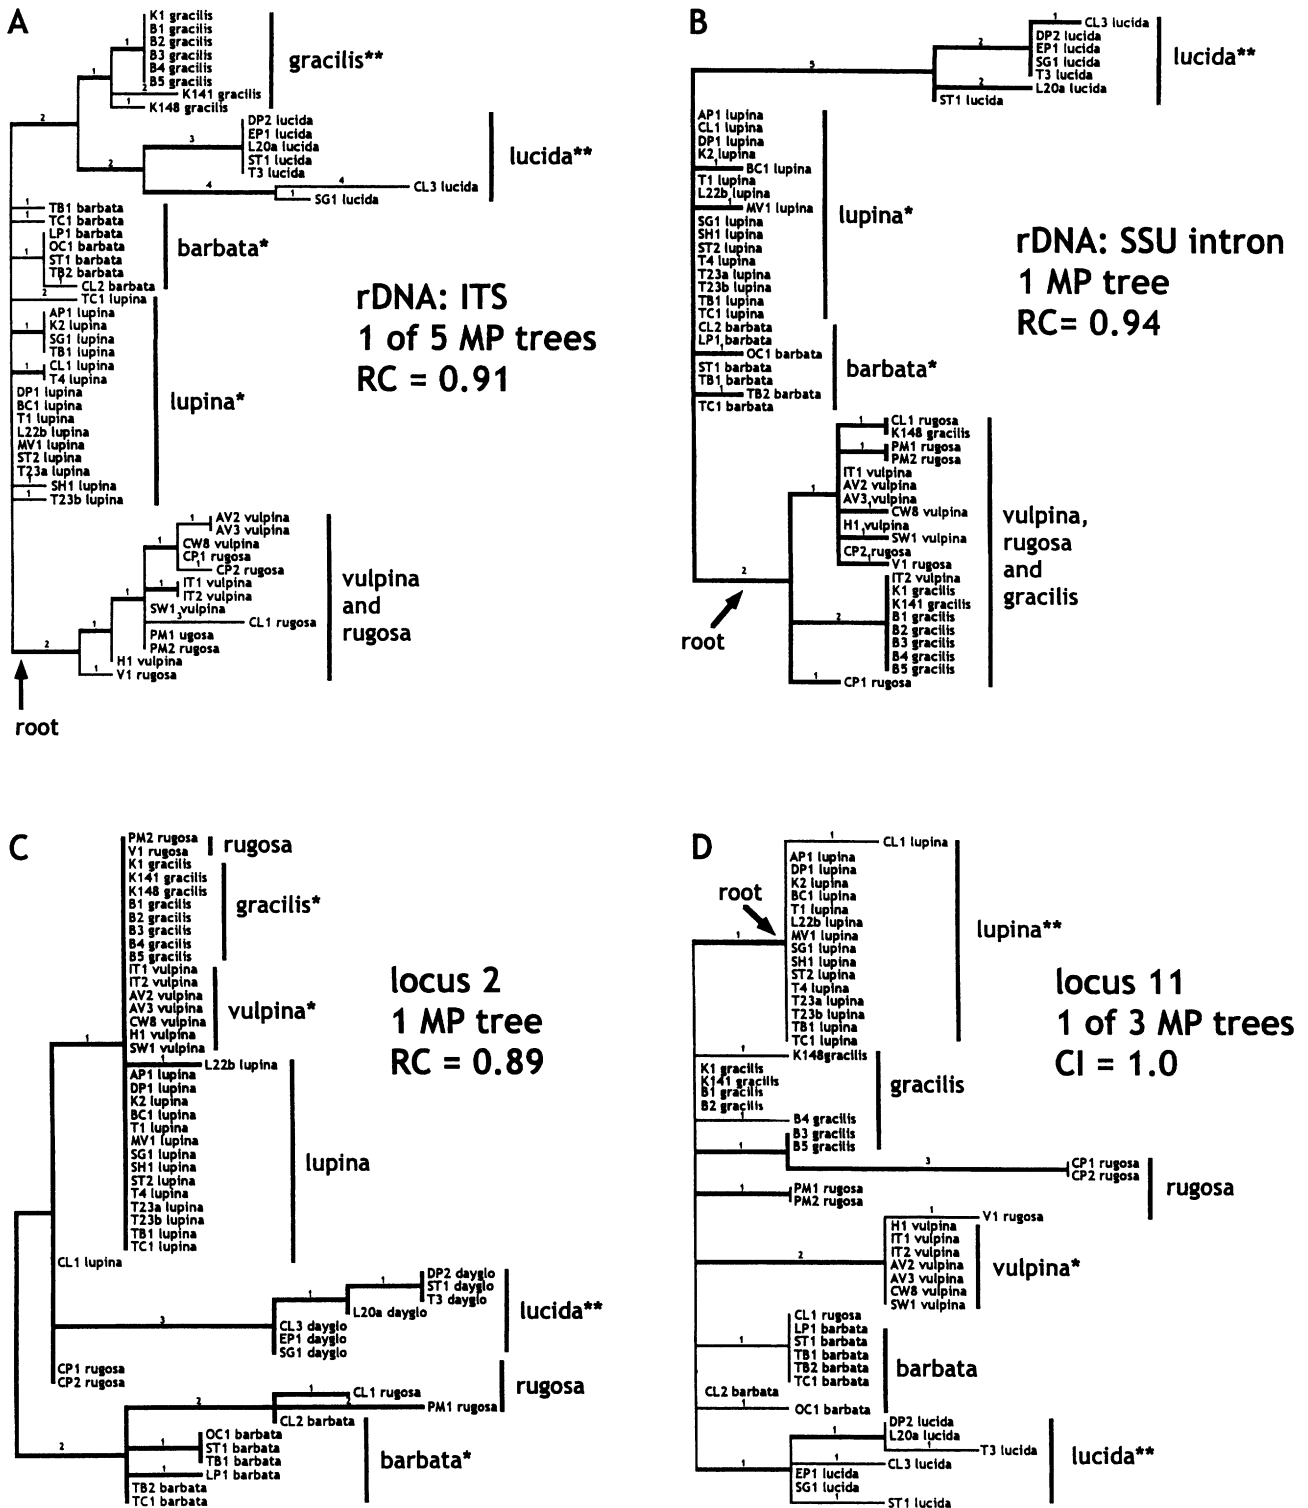 A
K1 gracilis
B1 gracilis
B2 gracilis
B3 gracilis
B4 gracilis
B5 gracilis
K141 gracilis
K148 gracilis
gracilis**
DP2 lucida
EP1 lucida
L20a lucida
ST1 lucida
T3 lucida
CL3 lucida
SG1 lucida
lucida**
TB1 barbata
TC1 barbata
LP1 barbata
OC1 barbata
ST1 barbata
TB2 barbata
CL2 barbata
barbata*
TC1 lupina
AP1 lupina
K2 lupina
SG1 lupina
TB1 lupina
CL1 lupina
T4 lupina
DP1 lupina
BC1 lupina
T1 lupina
L22b lupina
MV1 lupina
ST2 lupina
T23a lupina
SH1 lupina
T23b lupina
lupina*
rDNA: ITS
1 of 5 MP trees
RC = 0.91
AV2 vulpina
AV3 vulpina
CW8 vulpina
CP1 rugosa
CP2 rugosa
IT1 vulpina
IT2 vulpina
SW1 vulpina
CL1 rugosa
PM1 ugosa
PM2 rugosa
H1 vulpina
V1 rugosa
vulpina
and
rugosa
root
B
CL3 lucida
DP2 lucida
EP1 lucida
SG1 lucida
T3 lucida
L20a lucida
ST1 lucida
lucida**
AP1 lupina
CL1 lupina
DP1 lupina
K2 lupina
BC1 lupina
T1 lupina
L22b lupina
MV1 lupina
SG1 lupina
SH1 lupina
ST2 lupina
T4 lupina
T23a lupina
T23b lupina
TB1 lupina
TC1 lupina
lupina*
CL2 barbata
LP1 barbata
OC1 barbata
ST1 barbata
TB1 barbata
TB2 barbata
TC1 barbata
barbata*
rDNA: SSU intron
1 MP tree
RC= 0.94
CL1 rugosa
K148 gracilis
PM1 rugosa
PM2 rugosa
IT1 vulpina
AV2 vulpina
AV3 vulpina
CW8 vulpina
H1 vulpina
SW1 vulpina
CP2 rugosa
V1 rugosa
IT2 vulpina
K1 gracilis
K141 gracilis
B1 gracilis
B2 gracilis
B3 gracilis
B4 gracilis
B5 gracilis
CP1 rugosa
vulpina,
rugosa
and
gracilis
root
C
PM2 rugosa
V1 rugosa
rugosa
K1 gracilis
K141 gracilis
K148 gracilis
B1 gracilis
B2 gracilis
B3 gracilis
B4 gracilis
B5 gracilis
gracilis*
IT1 vulpina
IT2 vulpina
AV2 vulpina
AV3 vulpina
CW8 vulpina
H1 vulpina
SW1 vulpina
vulpina*
L22b lupina
AP1 lupina
DP1 lupina
K2 lupina
BC1 lupina
T1 lupina
MV1 lupina
SG1 lupina
SH1 lupina
ST2 lupina
T4 lupina
T23a lupina
T23b lupina
TB1 lupina
TC1 lupina
CL1 lupina
lupina
locus 2
1 MP tree
RC = 0.89
DP2 dayglo
ST1 dayglo
T3 dayglo
L20a dayglo
CL3 dayglo
EP1 dayglo
SG1 dayglo
lucida**
CP1 rugosa
CP2 rugosa
CL1 rugosa
PM1 rugosa
rugosa
CL2 barbata
OC1 barbata
ST1 barbata
TB1 barbata
LP1 barbata
TB2 barbata
TC1 barbata
barbata*
D
root
CL1 lupina
AP1 lupina
DP1 lupina
K2 lupina
BC1 lupina
T1 lupina
L22b lupina
MV1 lupina
SG1 lupina
SH1 lupina
ST2 lupina
T4 lupina
T23a lupina
T23b lupina
TB1 lupina
TC1 lupina
lupina**
locus 11
1 of 3 MP trees
CI = 1.0
K148gracilis
K1 gracilis
K141 gracilis
B1 gracilis
B2 gracilis
B4 gracilis
B3 gracilis
B5 gracilis
gracilis
CP1 rugosa
CP2 rugosa
PM1 rugosa
PM2 rugosa
V1 rugosa
rugosa
H1 vulpina
IT1 vulpina
IT2 vulpina
AV2 vulpina
AV3 vulpina
CW8 vulpina
SW1 vulpina
vulpina*
CL1 rugosa
LP1 barbata
ST1 barbata
TB1 barbata
TB2 barbata
TC1 barbata
CL2 barbata
OC1 barbata
barbata
DP2 lucida
L20a lucida
T3 lucida
CL3 lucida
EP1 lucida
SG1 lucida
ST1 lucida
lucida**